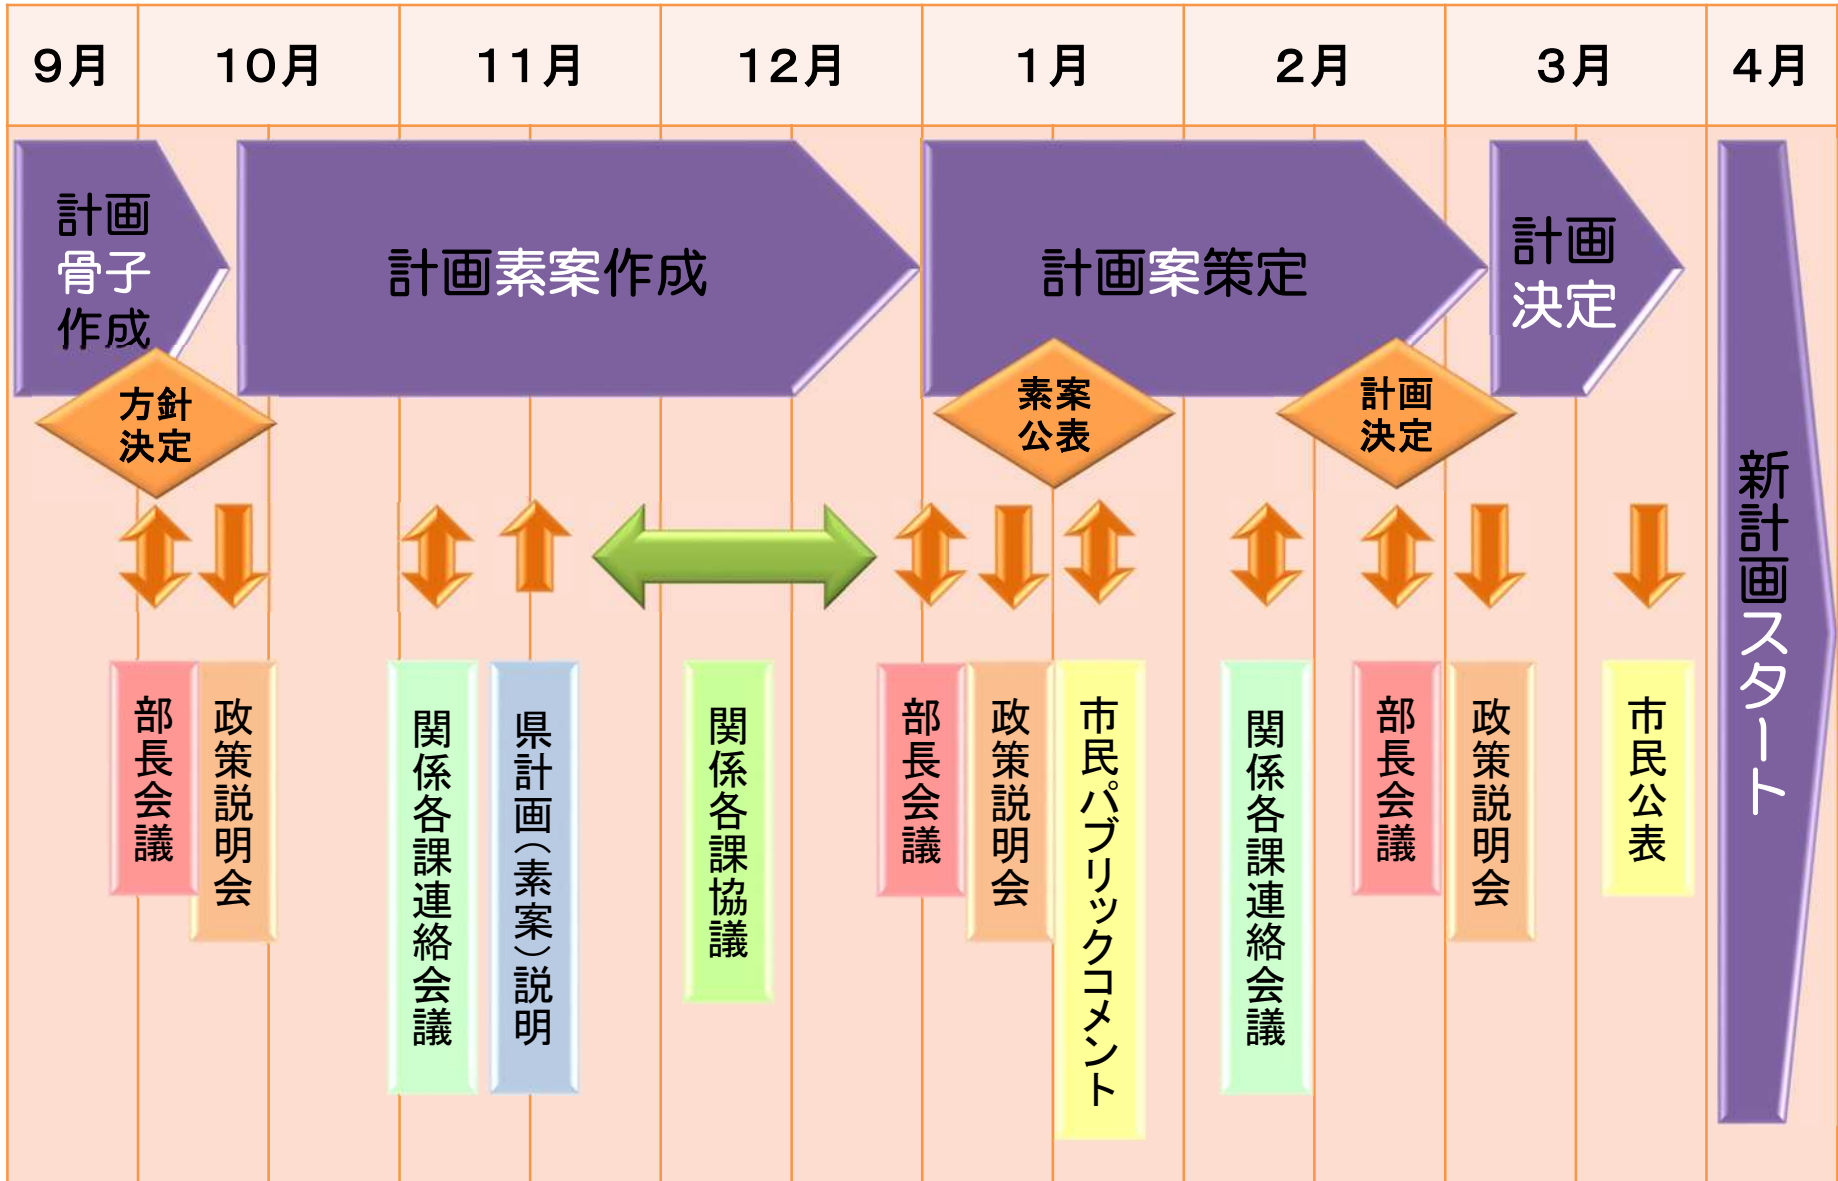 9月
10月
11月
12月
1月
2月
3月
4月
計画
骨子
作成
計画素案作成
計画案策定
計画
決定
方針
決定
素案
公表
計画
決定
部長会議
政策説明会
関係各課連絡会議
県計画（素案）説明
関係各課協議
部長会議
政策説明会
市民パブリックコメント
関係各課連絡会議
部長会議
政策説明会
市民公表
新計画スタート